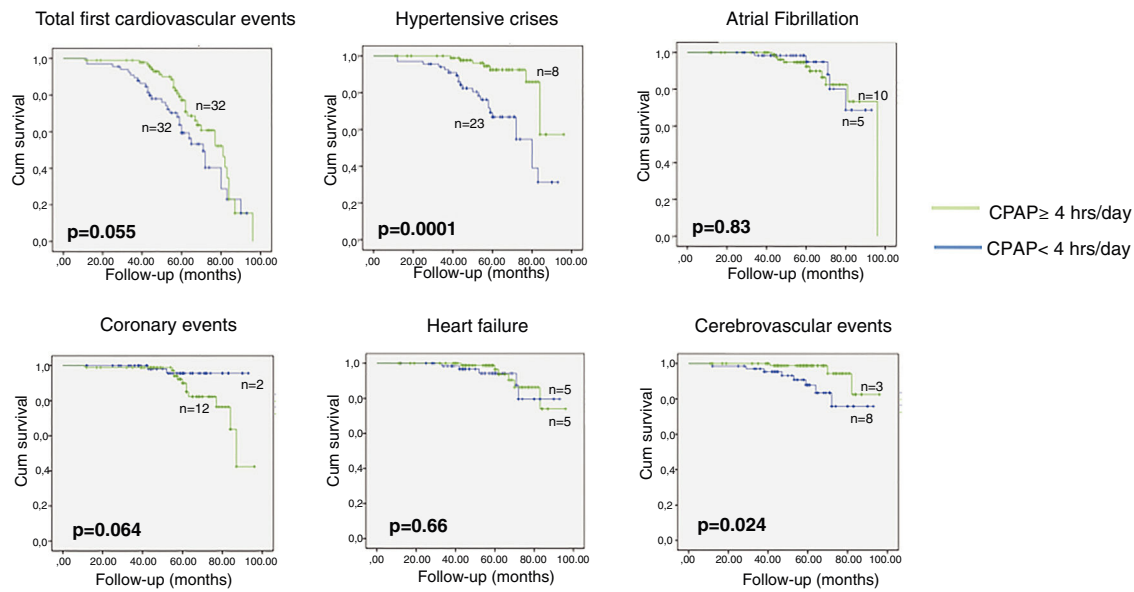 Total first cardiovascular events
Cum survival
1,0
0,0
0,0
0,4
0,2
0,0
n=32
n=32
p=0.055
,00 20.00 40.00 60.00 80.00 100.00
Follow-up (months)
Hypertensive crises
Cum survival
1,0
0,0
0,0
0,4
0,2
0,0
n=8
n=23
p=0.0001
,00 20.00 40.00 60.00 80.00 100.00
Follow-up (months)
Atrial Fibrillation
Cum survival
1,0
0,0
0,0
0,4
0,2
0,0
n=10
n=5
p=0.83
,00 20.00 40.00 60.00 80.00 100.00
Follow-up (months)
CPAP≥ 4 hrs/day
CPAP< 4 hrs/day
Coronary events
Cum survival
1,0
0,0
0,0
0,4
0,2
0,0
n=2
n=12
p=0.064
,00 20.00 40.00 60.00 80.00 100.00
Follow-up (months)
Heart failure
Cum survival
1,0
0,0
0,0
0,4
0,2
0,0
n=5
n=5
p=0.66
,00 20.00 40.00 60.00 80.00 100.00
Follow-up (months)
Cerebrovascular events
Cum survival
1,0
0,0
0,0
0,4
0,2
0,0
n=3
n=8
p=0.024
,00 20.00 40.00 60.00 80.00 100.00
Follow-up (months)